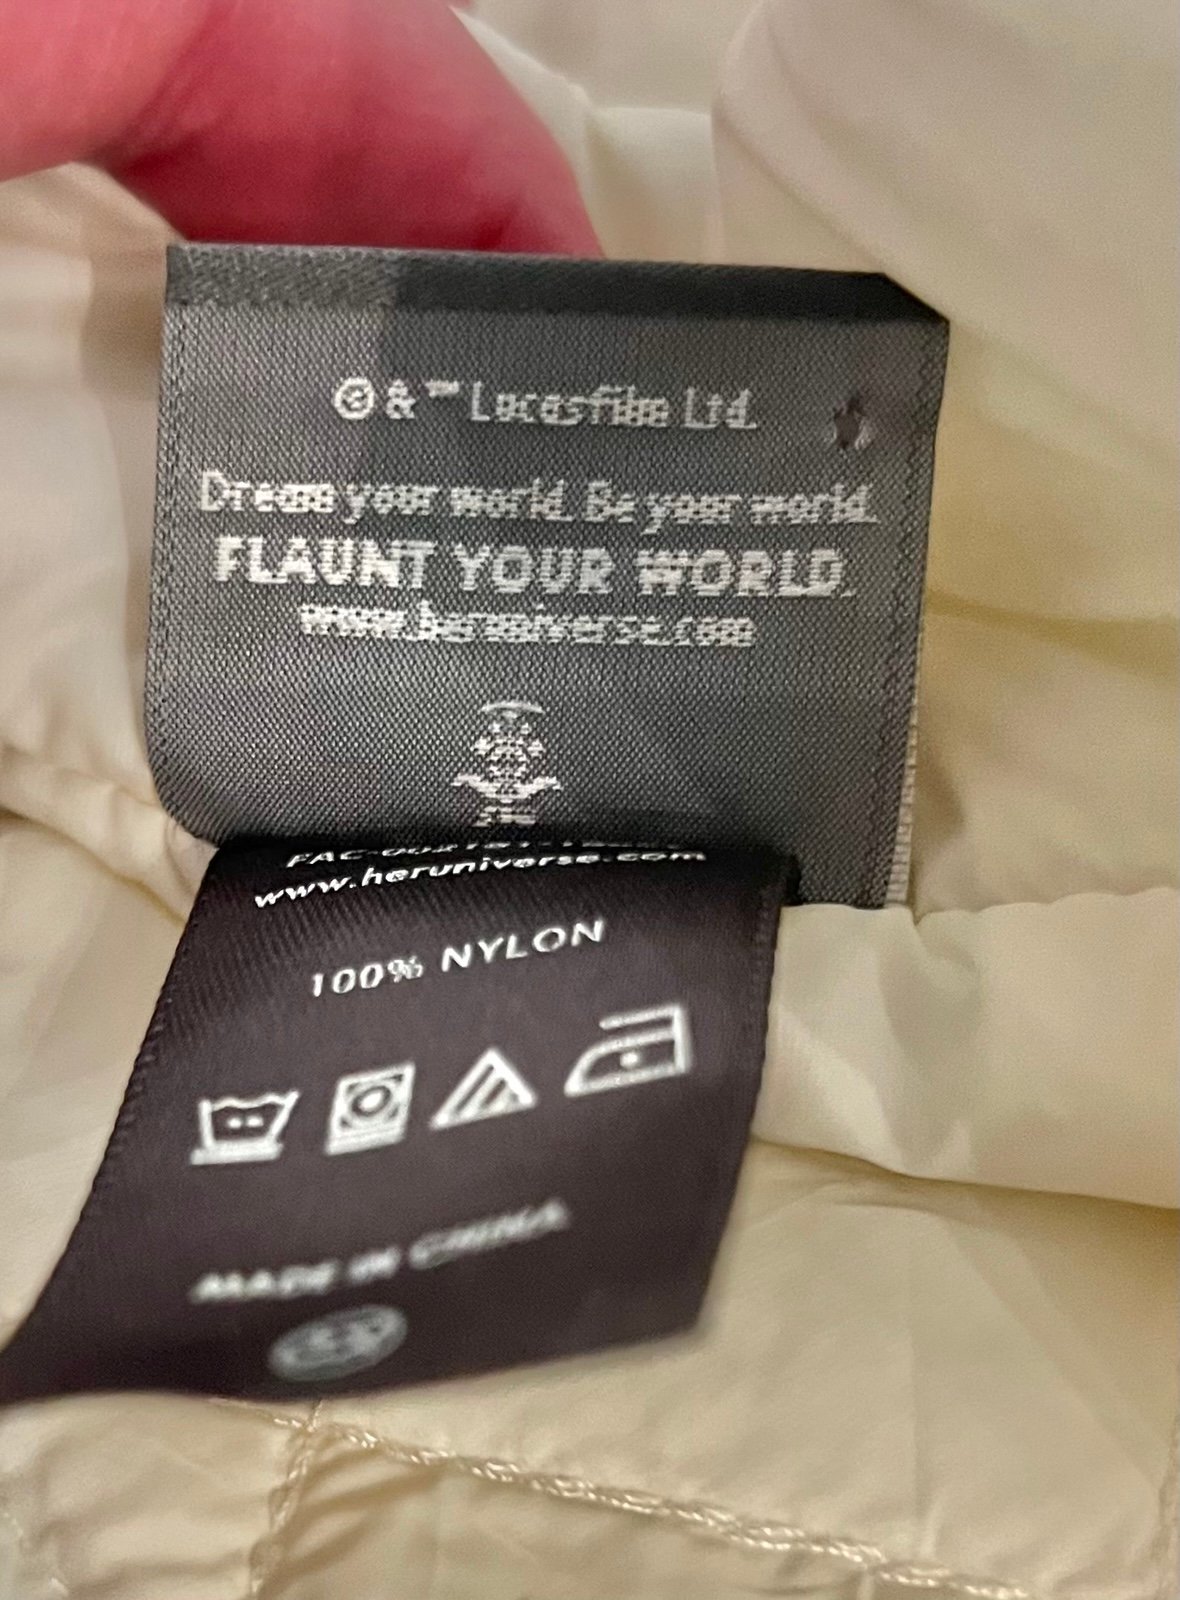 ©&™ Lucasfilm Ltd.
Dream your world. Be your world.
FLAUNT YOUR WORLD.
www.heruniverse.com
www.heruniverse.com
100% NYLON
MADE IN CHINA